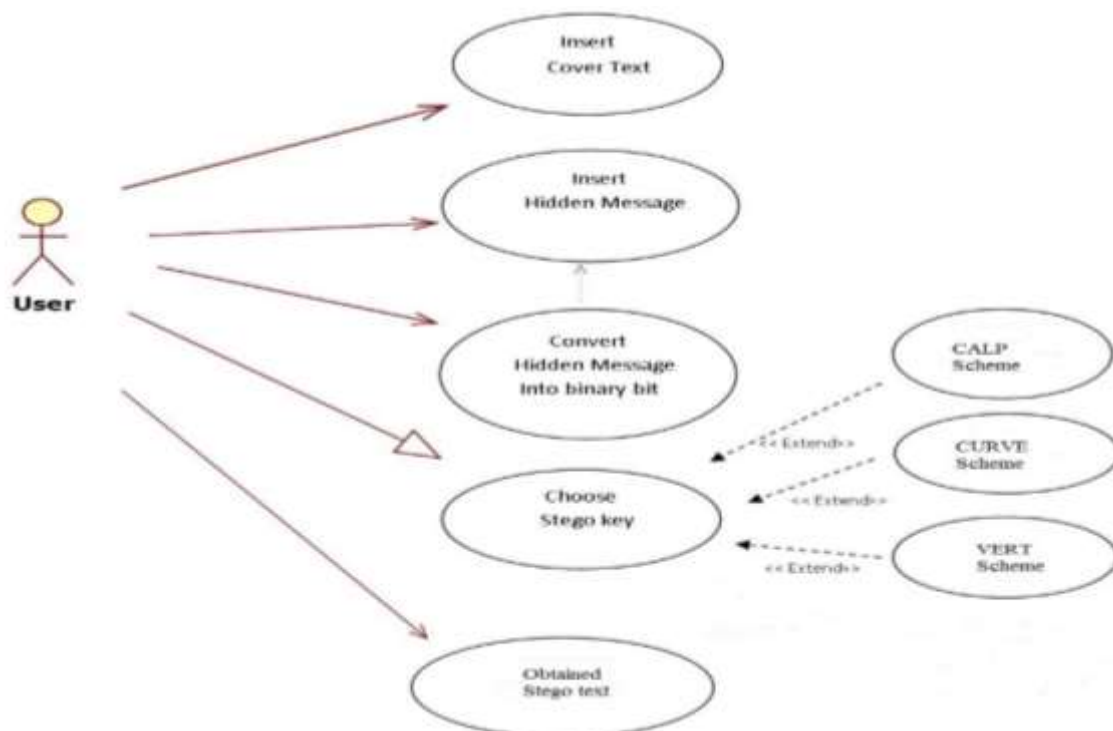 Insert
Cover Text
Insert
Hidden Message
User
Convert
Hidden Message
Into binary bit
CALP
Scheme
<< Extend>>
CURVE
Scheme
<< Extend>>
Choose
Stego key
VERT
Scheme
<< Extend>>
Obtained
Stego text